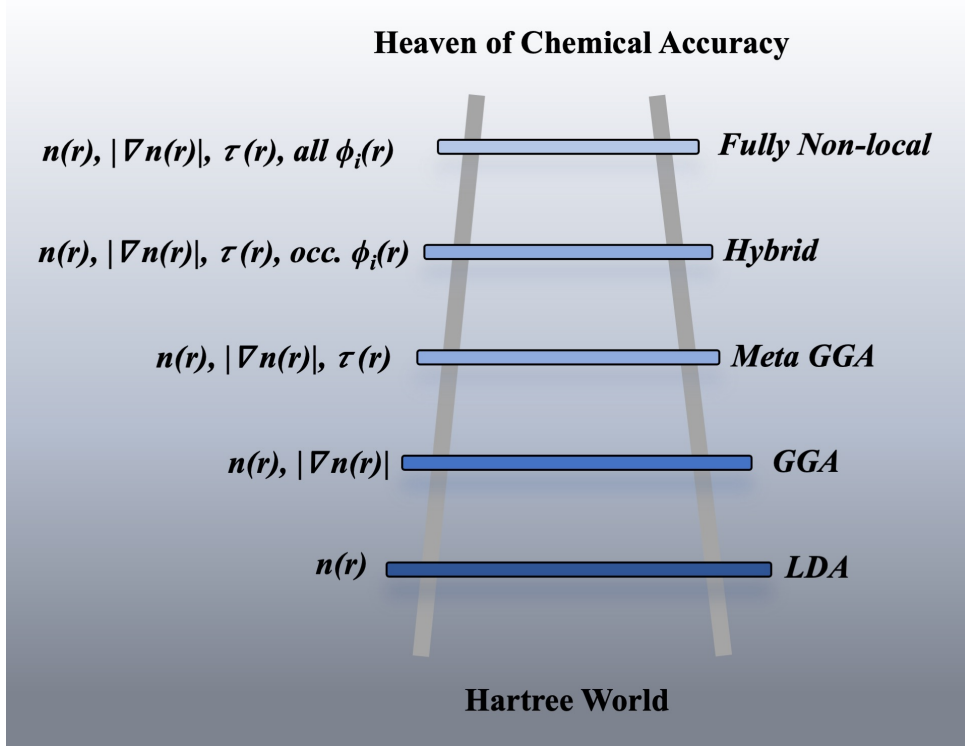 Heaven of Chemical Accuracy
n(r), |∇n(r)|, τ(r), all ϕᵢ(r) Fully Non-local
n(r), |∇n(r)|, τ(r), occ. ϕᵢ(r) Hybrid
n(r), |∇n(r)|, τ(r) Meta GGA
n(r), |∇n(r)| GGA
n(r) LDA
Hartree World